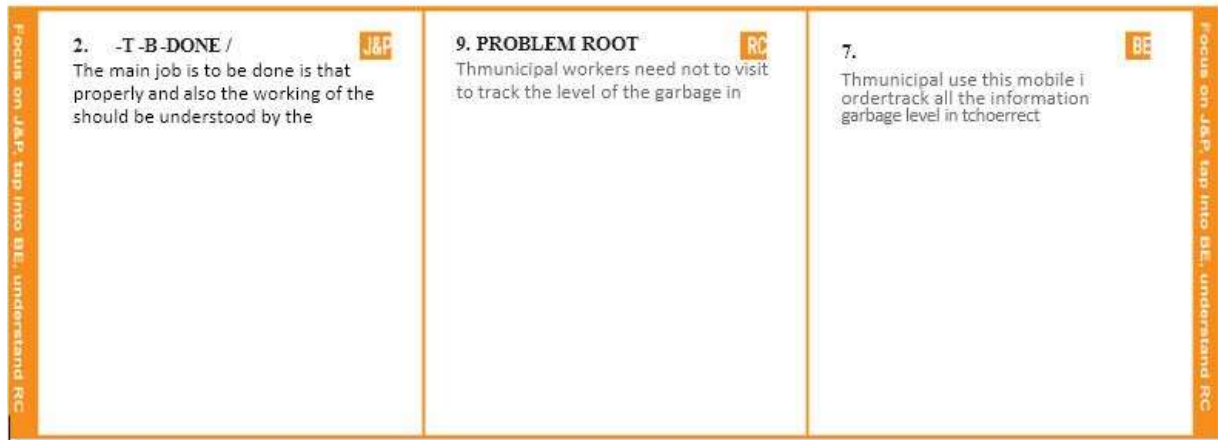 Focus on J&P, tap into BE, understand RC
2. -T -B -DONE /
J&P
The main job is to be done is that
properly and also the working of the
should be understood by the
9. PROBLEM ROOT
RC
Thmunicipal workers need not to visit
to track the level of the garbage in
7.
BE
Thmunicipal use this mobile i
ordertrack all the information
garbage level in tchoerrect
Focus on J&P, tap into BE, understand RC